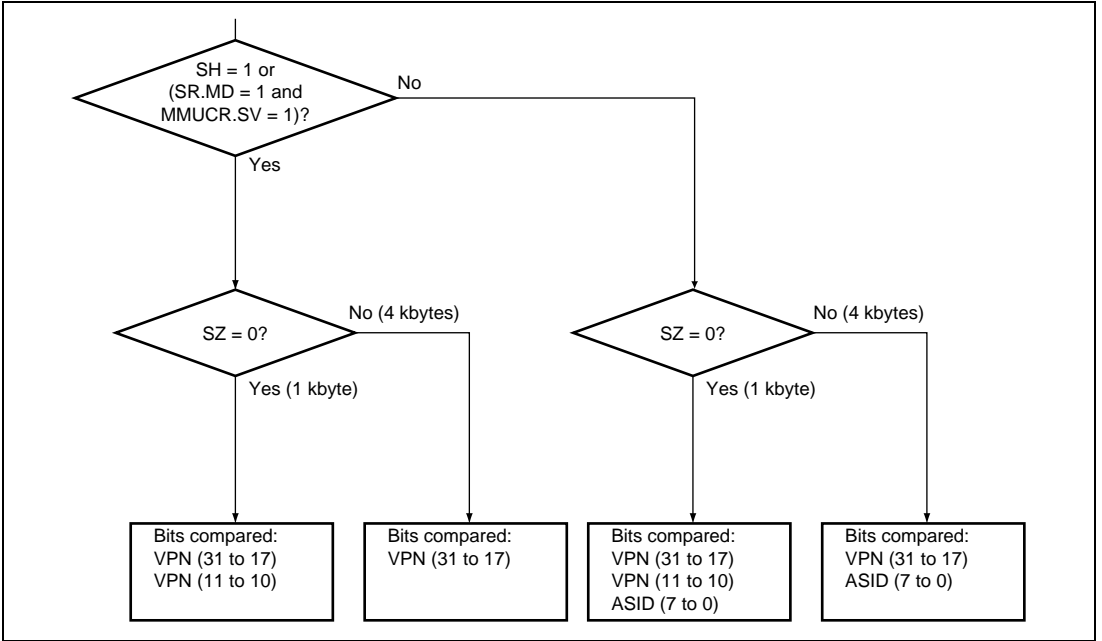 SH = 1 or
(SR.MD = 1 and
MMUCR.SV = 1)?
No
Yes
SZ = 0?
No (4 kbytes)
Yes (1 kbyte)
SZ = 0?
No (4 kbytes)
Yes (1 kbyte)
Bits compared:
VPN (31 to 17)
VPN (11 to 10)
Bits compared:
VPN (31 to 17)
Bits compared:
VPN (31 to 17)
VPN (11 to 10)
ASID (7 to 0)
Bits compared:
VPN (31 to 17)
ASID (7 to 0)